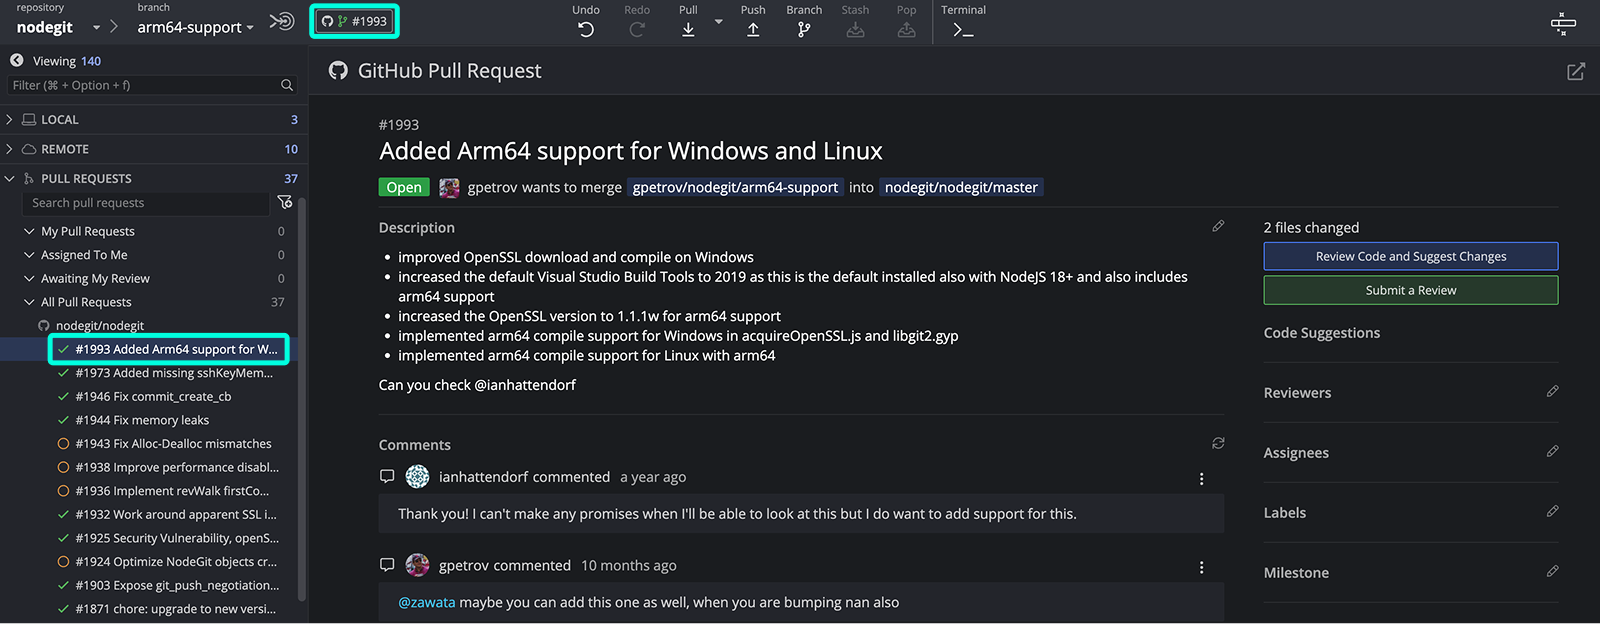 repository
nodegit
branch
arm64-support
#1993
Undo
Redo
Pull
Push
Branch
Stash
Pop
Terminal
Viewing 140
Filter (⌘ + Option + f)
LOCAL 3
REMOTE 10
PULL REQUESTS 37
Search pull requests
My Pull Requests 0
Assigned To Me 0
Awaiting My Review 0
All Pull Requests 37
nodegit/nodegit
#1993 Added Arm64 support for W...
#1973 Added missing sshKeyMem...
#1946 Fix commit_create_cb
#1944 Fix memory leaks
#1943 Fix Alloc-Dealloc mismatches
#1938 Improve performance disabl...
#1936 Implement revWalk firstCo...
#1932 Work around apparent SSL i...
#1925 Security Vulnerability, openS...
#1924 Optimize NodeGit objects cr...
#1903 Expose git_push_negotiation...
#1871 chore: upgrade to new versi...
GitHub Pull Request
#1993
Added Arm64 support for Windows and Linux
Open gpetrov wants to merge gpetrov/nodegit/arm64-support into nodegit/nodegit/master
Description
• improved OpenSSL download and compile on Windows
• increased the default Visual Studio Build Tools to 2019 as this is the default installed also with NodeJS 18+ and also includes
arm64 support
• increased the OpenSSL version to 1.1.1w for arm64 support
• implemented arm64 compile support for Windows in acquireOpenSSL.js and libgit2.gyp
• implemented arm64 compile support for Linux with arm64
Can you check @ianhattendorf
Comments
ianhattendorf commented a year ago
Thank you! I can't make any promises when I'll be able to look at this but I do want to add support for this.
gpetrov commented 10 months ago
@zawata maybe you can add this one as well, when you are bumping nan also
2 files changed
Review Code and Suggest Changes
Submit a Review
Code Suggestions
Reviewers
Assignees
Labels
Milestone